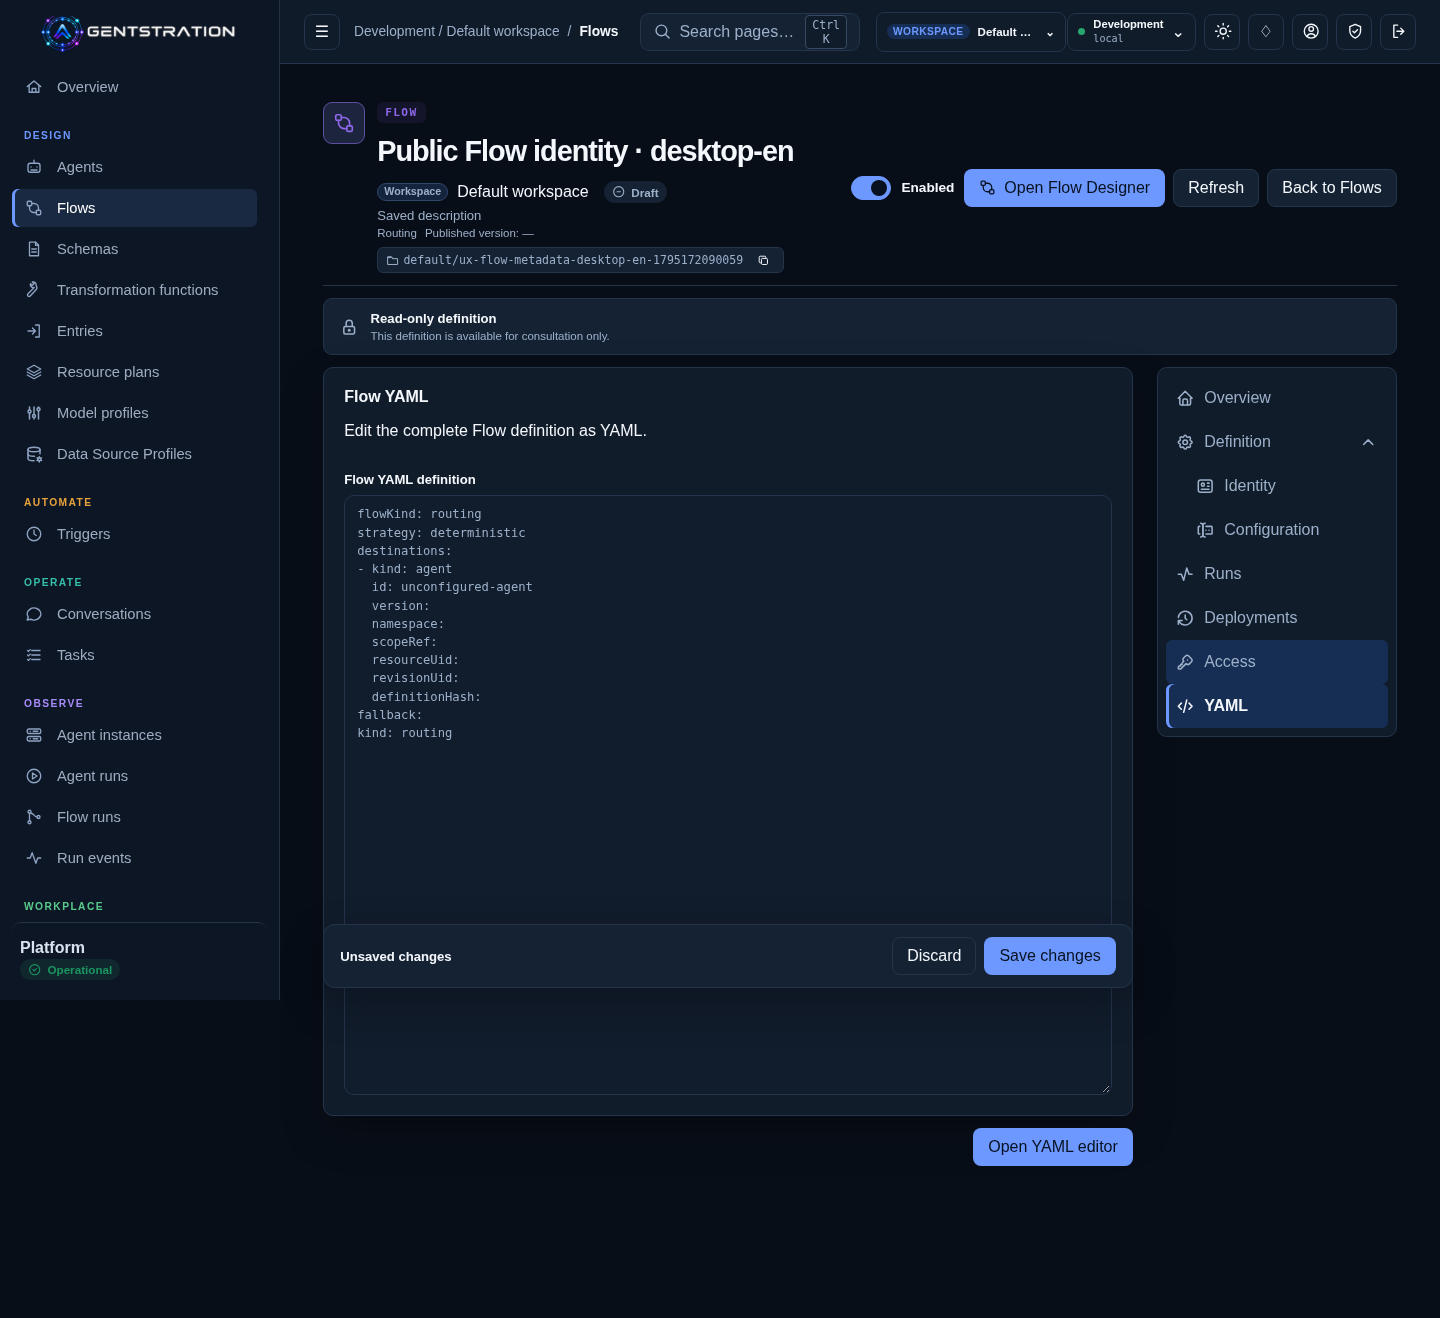 GENTSTRATION
Overview
DESIGN
Agents
Flows
Schemas
Transformation functions
Entries
Resource plans
Model profiles
Data Source Profiles
AUTOMATE
Triggers
OPERATE
Conversations
Tasks
OBSERVE
Agent instances
Agent runs
Flow runs
Run events
WORKPLACE
Platform
Operational
Development / Default workspace / Flows
Search pages…
Ctrl K
WORKSPACE Default …
Development
local
FLOW
Public Flow identity · desktop-en
Workspace Default workspace Draft
Saved description
Routing Published version: —
default/ux-flow-metadata-desktop-en-1795172090059
Enabled
Open Flow Designer
Refresh
Back to Flows
Read-only definition
This definition is available for consultation only.
Flow YAML
Edit the complete Flow definition as YAML.
Flow YAML definition
flowKind: routing
strategy: deterministic
destinations:
- kind: agent
  id: unconfigured-agent
  version:
  namespace:
  scopeRef:
  resourceUid:
  revisionUid:
  definitionHash:
fallback:
kind: routing
Unsaved changes
Discard
Save changes
Open YAML editor
Overview
Definition
Identity
Configuration
Runs
Deployments
Access
YAML